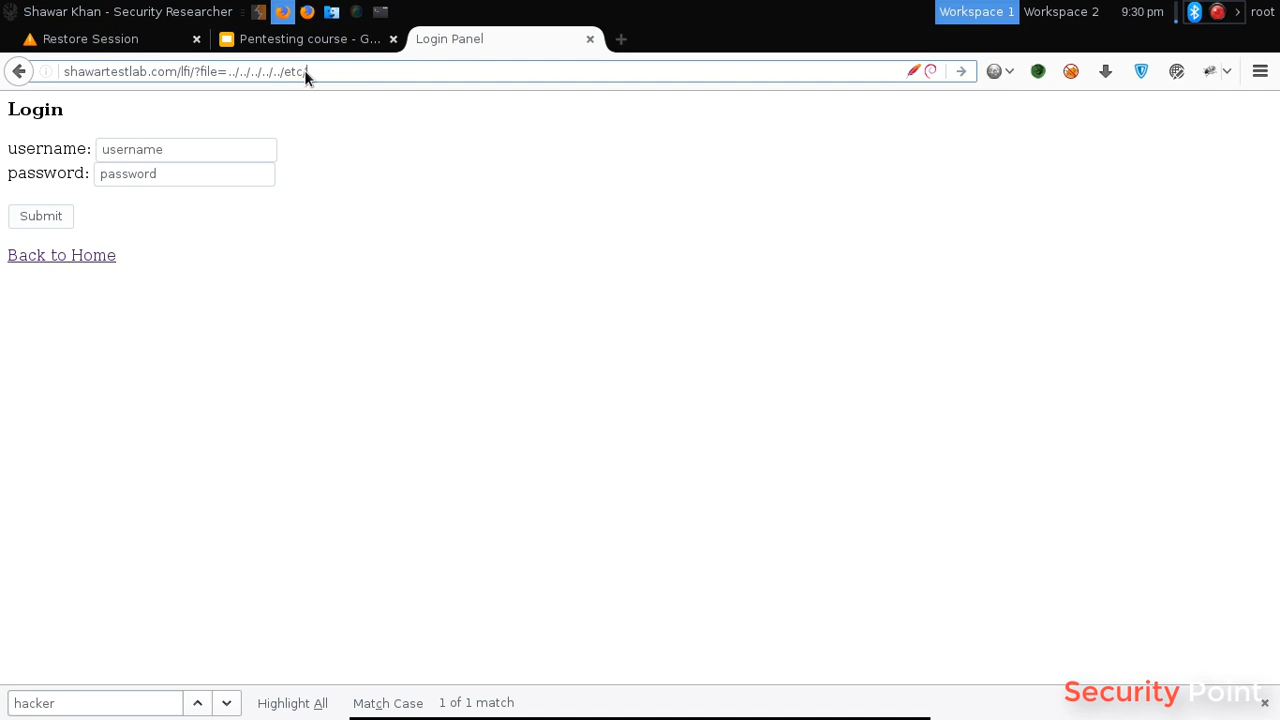 Shawar Khan - Security Researcher
Workspace 1
Workspace 2
9:30 pm
root
Restore Session
Pentesting course - G...
Login Panel
shawartestlab.com/lfi/?file=../../../../../etc/
Login
username: username
password: password
Submit
Back to Home
hacker
Highlight All
Match Case
1 of 1 match
Security Point